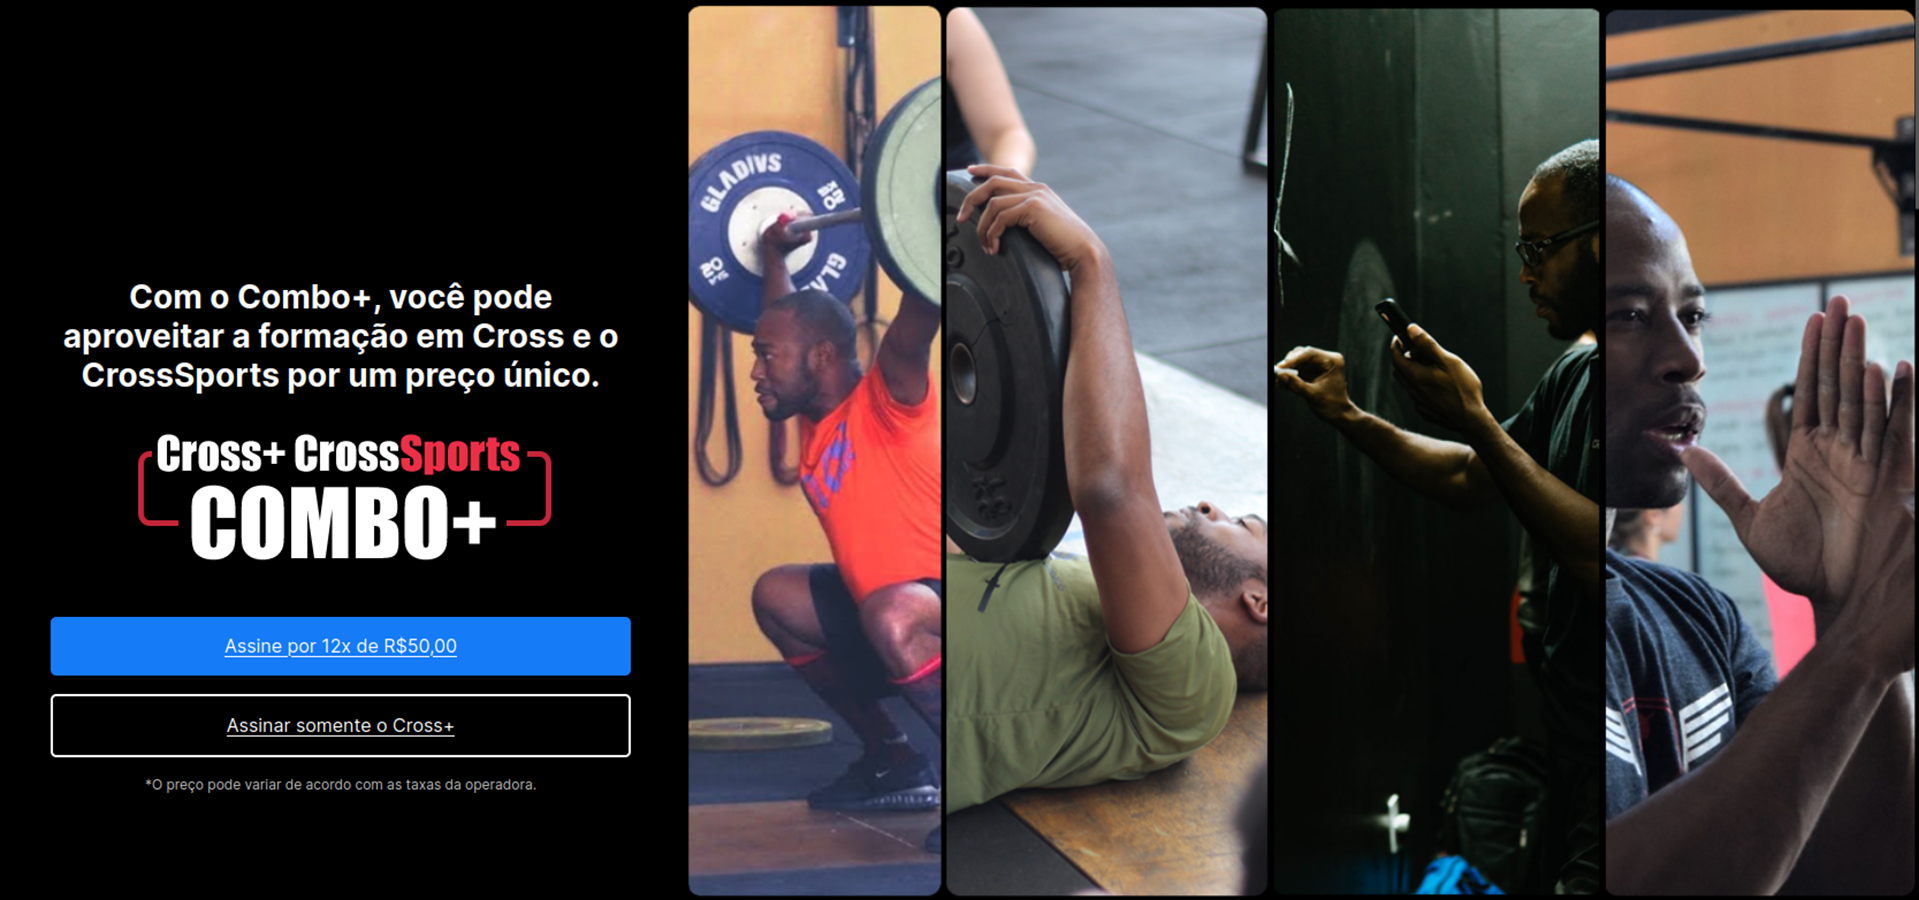 Com o Combo+, você pode
aproveitar a formação em Cross e o
CrossSports por um preço único.
Cross+ CrossSports
COMBO+
Assine por 12x de R$50,00
Assinar somente o Cross+
*O preço pode variar de acordo com as taxas da operadora.
GLADIVS